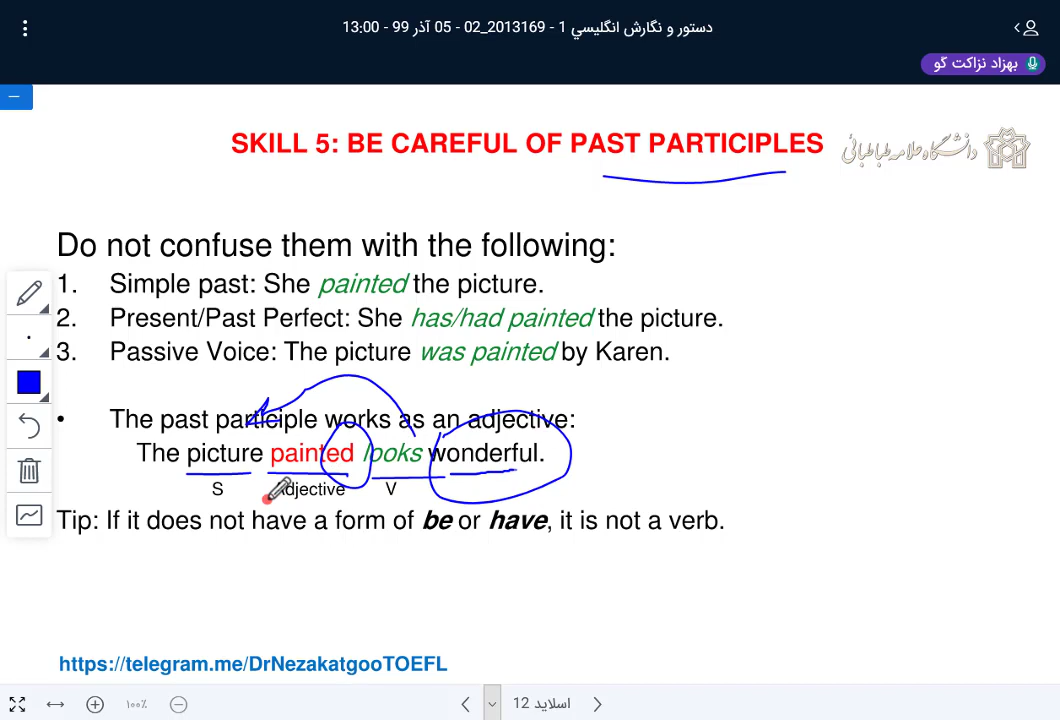 دستور و نگارش انگليسي 1 - 2013169_02 - 05 آذر 99 - 13:00
بهزاد نزاکت گو
SKILL 5: BE CAREFUL OF PAST PARTICIPLES
دانشگاه علامه طباطبائی
Do not confuse them with the following:
1. Simple past: She painted the picture.
2. Present/Past Perfect: She has/had painted the picture.
3. Passive Voice: The picture was painted by Karen.
• The past participle works as an adjective:
The picture painted looks wonderful.
S Adjective V
Tip: If it does not have a form of be or have, it is not a verb.
https://telegram.me/DrNezakatgooTOEFL
۱۰۰٪
اسلاید 12